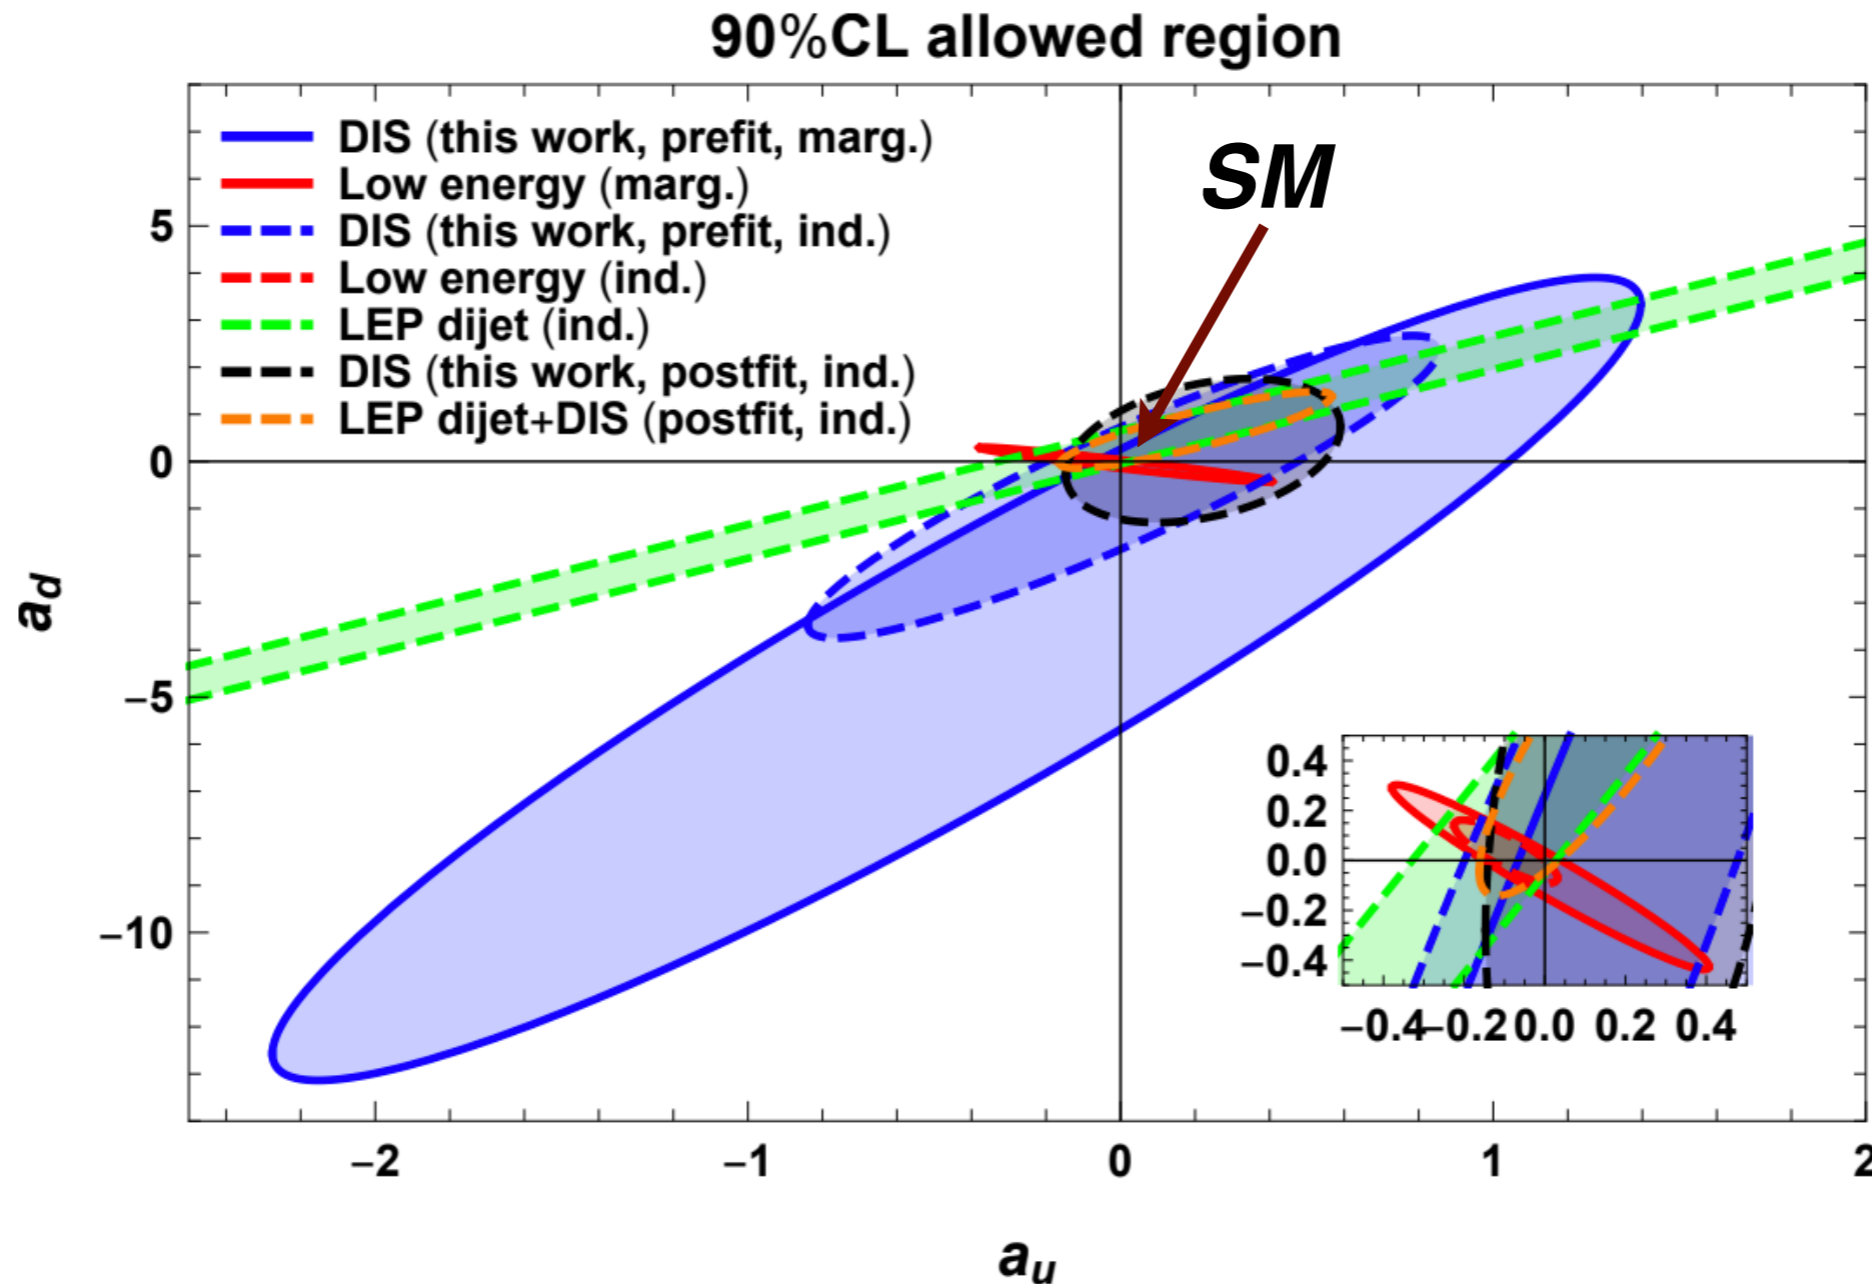 90%CL allowed region
DIS (this work, prefit, marg.)
Low energy (marg.)
DIS (this work, prefit, ind.)
Low energy (ind.)
LEP dijet (ind.)
DIS (this work, postfit, ind.)
LEP dijet+DIS (postfit, ind.)
SM
5
0
−5
−10
a_d
0.4
0.2
0.0
−0.2
−0.4
−0.4 −0.2 0.0 0.2 0.4
−2 −1 0 1 2
a_u